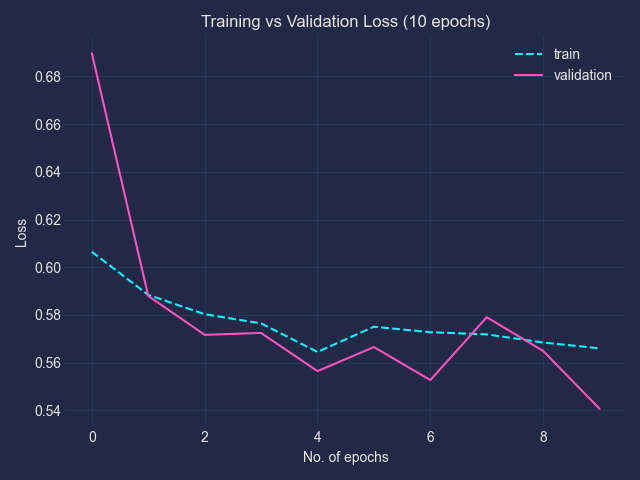 Training vs Validation Loss (10 epochs)
train
validation
0.68
0.66
0.64
0.62
0.60
0.58
0.56
0.54
Loss
0 2 4 6 8
No. of epochs